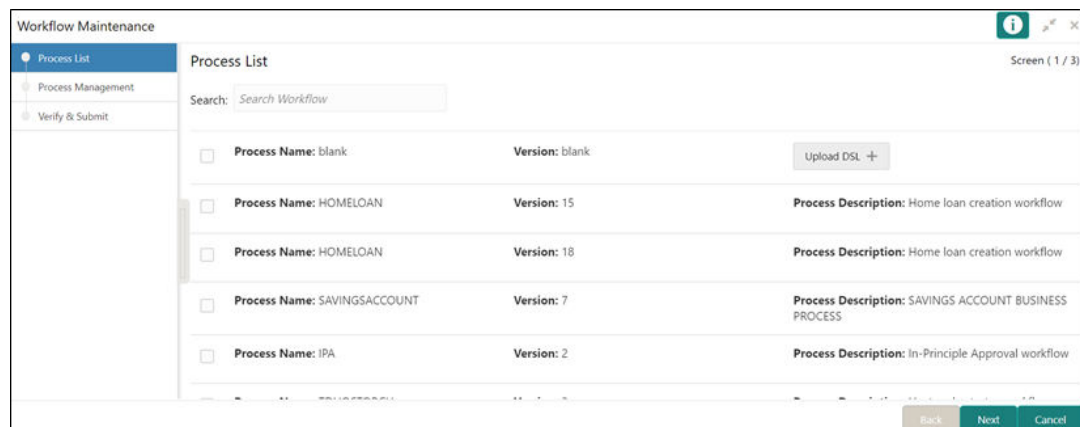 Workflow Maintenance
Process List
Process Management
Verify & Submit
Process List
Screen ( 1 / 3)
Search: Search Workflow
Process Name: blank Version: blank Upload DSL +
Process Name: HOMELOAN Version: 15 Process Description: Home loan creation workflow
Process Name: HOMELOAN Version: 18 Process Description: Home loan creation workflow
Process Name: SAVINGSACCOUNT Version: 7 Process Description: SAVINGS ACCOUNT BUSINESS
PROCESS
Process Name: IPA Version: 2 Process Description: In-Principle Approval workflow
Back Next Cancel